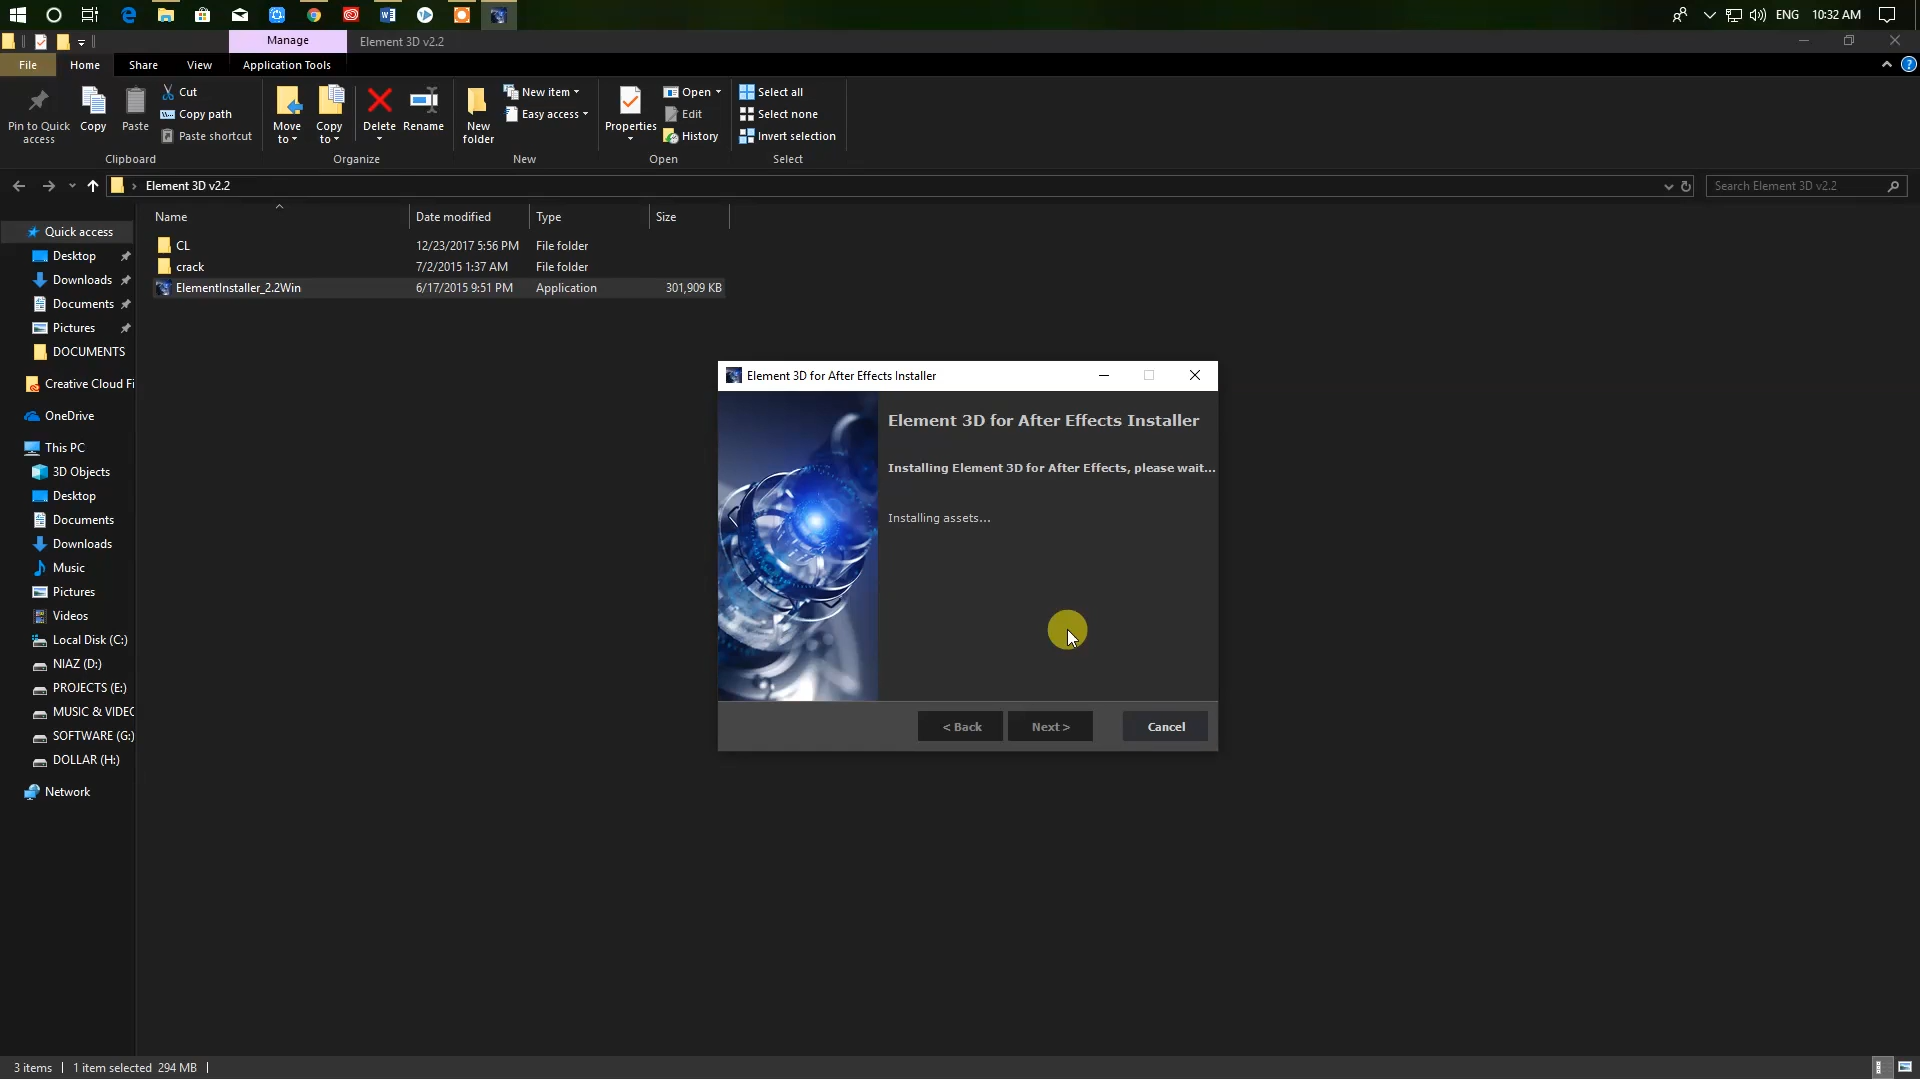 ENG 10:32 AM
Manage Element 3D v2.2
File Home Share View Application Tools
Pin to Quick access
Copy
Paste
Cut
Copy path
Paste shortcut
Clipboard
Move to
Copy to
Delete
Rename
Organize
New folder
New item
Easy access
New
Properties
Open
Edit
History
Open
Select all
Select none
Invert selection
Select
Element 3D v2.2
Search Element 3D v2.2
Name Date modified Type Size
CL 12/23/2017 5:56 PM File folder
crack 7/2/2015 1:37 AM File folder
ElementInstaller_2.2Win 6/17/2015 9:51 PM Application 301,909 KB
Quick access
Desktop
Downloads
Documents
Pictures
DOCUMENTS
Creative Cloud Fi
OneDrive
This PC
3D Objects
Desktop
Documents
Downloads
Music
Pictures
Videos
Local Disk (C:)
NIAZ (D:)
PROJECTS (E:)
MUSIC & VIDEO
SOFTWARE (G:)
DOLLAR (H:)
Network
Element 3D for After Effects Installer
Element 3D for After Effects Installer
Installing Element 3D for After Effects, please wait...
Installing assets...
< Back Next > Cancel
3 items 1 item selected 294 MB